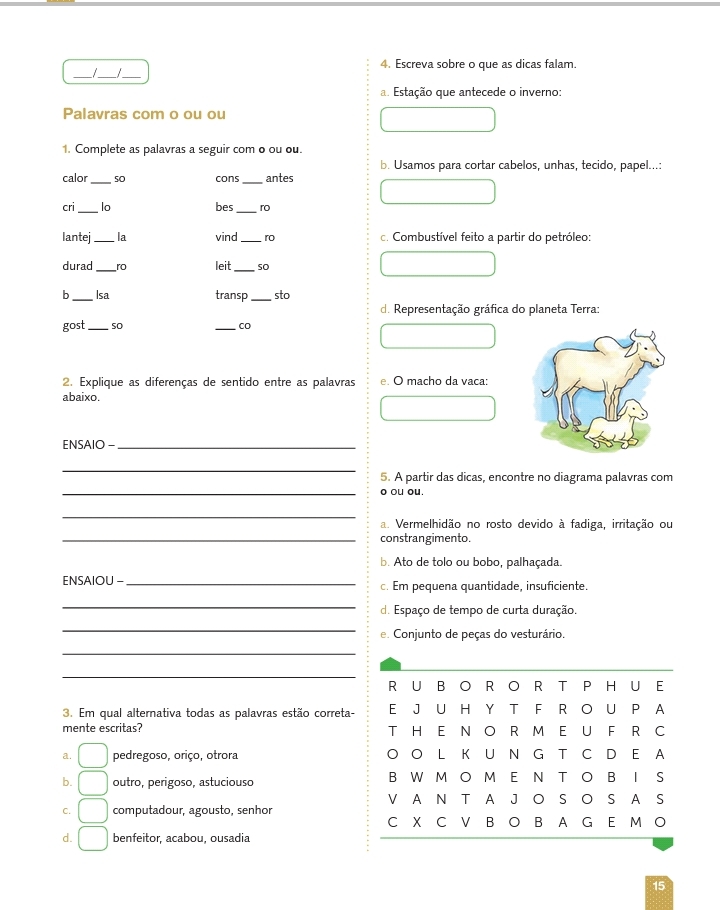 ___/___/___
Palavras com o ou ou
1. Complete as palavras a seguir com o ou ou.
calor ___ so
cons ___ antes
cri ___ lo
bes ___ ro
lantej ___ la
vind ___ ro
durad ___ro
leit ___ so
b ___ lsa
transp ___ sto
gost ___ so
___ co
2. Explique as diferenças de sentido entre as palavras
abaixo.
ENSAIO –
ENSAIOU –
3. Em qual alternativa todas as palavras estão correta-
mente escritas?
a. pedregoso, oriço, otrora
b. outro, perigoso, astuciouso
c. computadour, agousto, senhor
d. benfeitor, acabou, ousadia
4. Escreva sobre o que as dicas falam.
a. Estação que antecede o inverno:
b. Usamos para cortar cabelos, unhas, tecido, papel...:
c. Combustível feito a partir do petróleo:
d. Representação gráfica do planeta Terra:
e. O macho da vaca:
5. A partir das dicas, encontre no diagrama palavras com
o ou ou.
a. Vermelhidão no rosto devido à fadiga, irritação ou
constrangimento.
b. Ato de tolo ou bobo, palhaçada.
c. Em pequena quantidade, insuficiente.
d. Espaço de tempo de curta duração.
e. Conjunto de peças do vesturário.
R U B O R O R T P H U E
E J U H Y T F R O U P A
T H E N O R M E U F R C
O O L K U N G T C D E A
B W M O M E N T O B I S
V A N T A J O S O S A S
C X C V B O B A G E M O
15